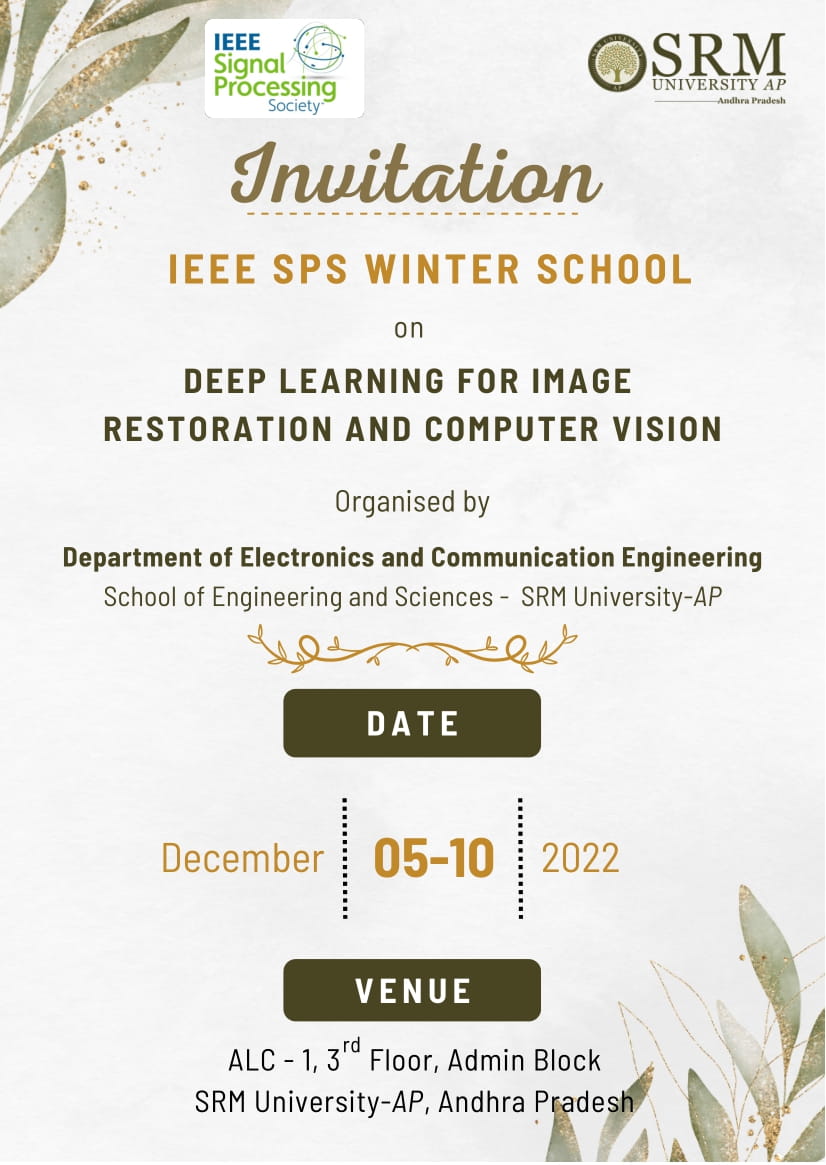 IEEE
Signal
Processing
Society
SRM
UNIVERSITY AP
Andhra Pradesh
Invitation
IEEE SPS WINTER SCHOOL
on
DEEP LEARNING FOR IMAGE
RESTORATION AND COMPUTER VISION
Organised by
Department of Electronics and Communication Engineering
School of Engineering and Sciences - SRM University-AP
DATE
December 05-10 2022
VENUE
ALC - 1, 3rd Floor, Admin Block
SRM University-AP, Andhra Pradesh